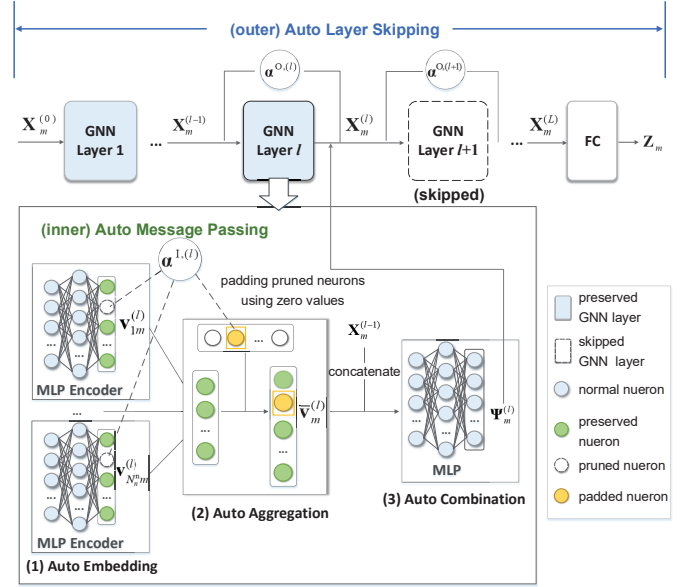 (outer) Auto Layer Skipping
α^{O,(l)}
α^{O,(l+1)}
X_m^{(0)}
GNN
Layer 1
...
X_m^{(l-1)}
GNN
Layer l
X_m^{(l)}
GNN
Layer l+1
...
X_m^{(L)}
FC
Z_m
(skipped)
(inner) Auto Message Passing
α^{I,(l)}
padding pruned neurons
using zero values
...
V_{1m}^{(l)}
...
MLP Encoder
...
X_m^{(l-1)}
concatenate
...
V̅_m^{(l)}
...
Ψ_m^{(l)}
MLP
V_{N_n^n m}^{(l)}
...
MLP Encoder
(1) Auto Embedding
(2) Auto Aggregation
(3) Auto Combination
preserved
GNN layer
skipped
GNN layer
normal nueron
preserved
nueron
pruned nueron
padded nueron